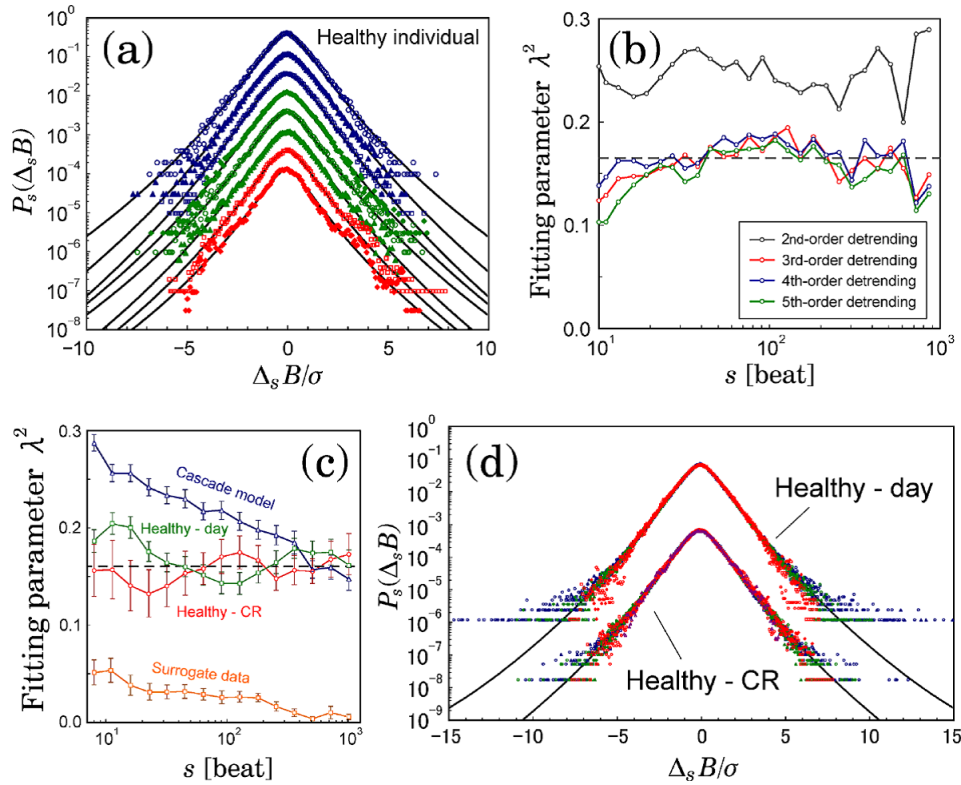 (a)
Healthy individual
P_s(Δ_sB)
10^0
10^-1
10^-2
10^-3
10^-4
10^-5
10^-6
10^-7
10^-8
−10
−5
0
5
10
Δ_sB/σ
(b)
Fitting parameter λ^2
0.3
0.2
0.1
0.0
2nd-order detrending
3rd-order detrending
4th-order detrending
5th-order detrending
10^1
10^2
10^3
s [beat]
(c)
Fitting parameter λ^2
0.3
0.2
0.1
0.0
Cascade model
Healthy - day
Healthy - CR
Surrogate data
10^1
10^2
10^3
s [beat]
(d)
P_s(Δ_sB)
10^0
10^-1
10^-2
10^-3
10^-4
10^-5
10^-6
10^-7
10^-8
10^-9
Healthy - day
Healthy - CR
−15
−10
−5
0
5
10
15
Δ_sB/σ